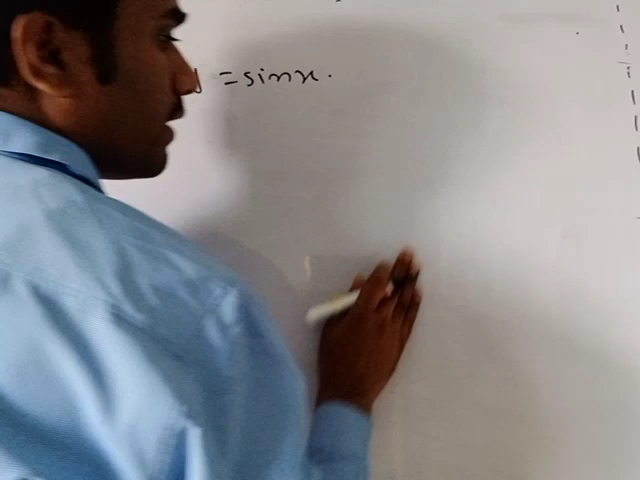 = sinx.